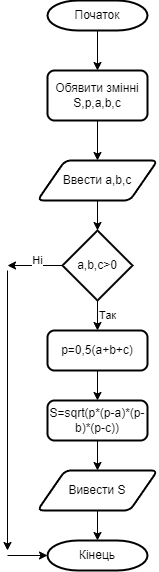 Початок
Обявити змінні
S,p,a,b,c
Ввести a,b,c
a,b,c>0
Ні
Так
p=0,5(a+b+c)
S=sqrt(p*(p-a)*(p-
b)*(p-c))
Вивести S
Кінець